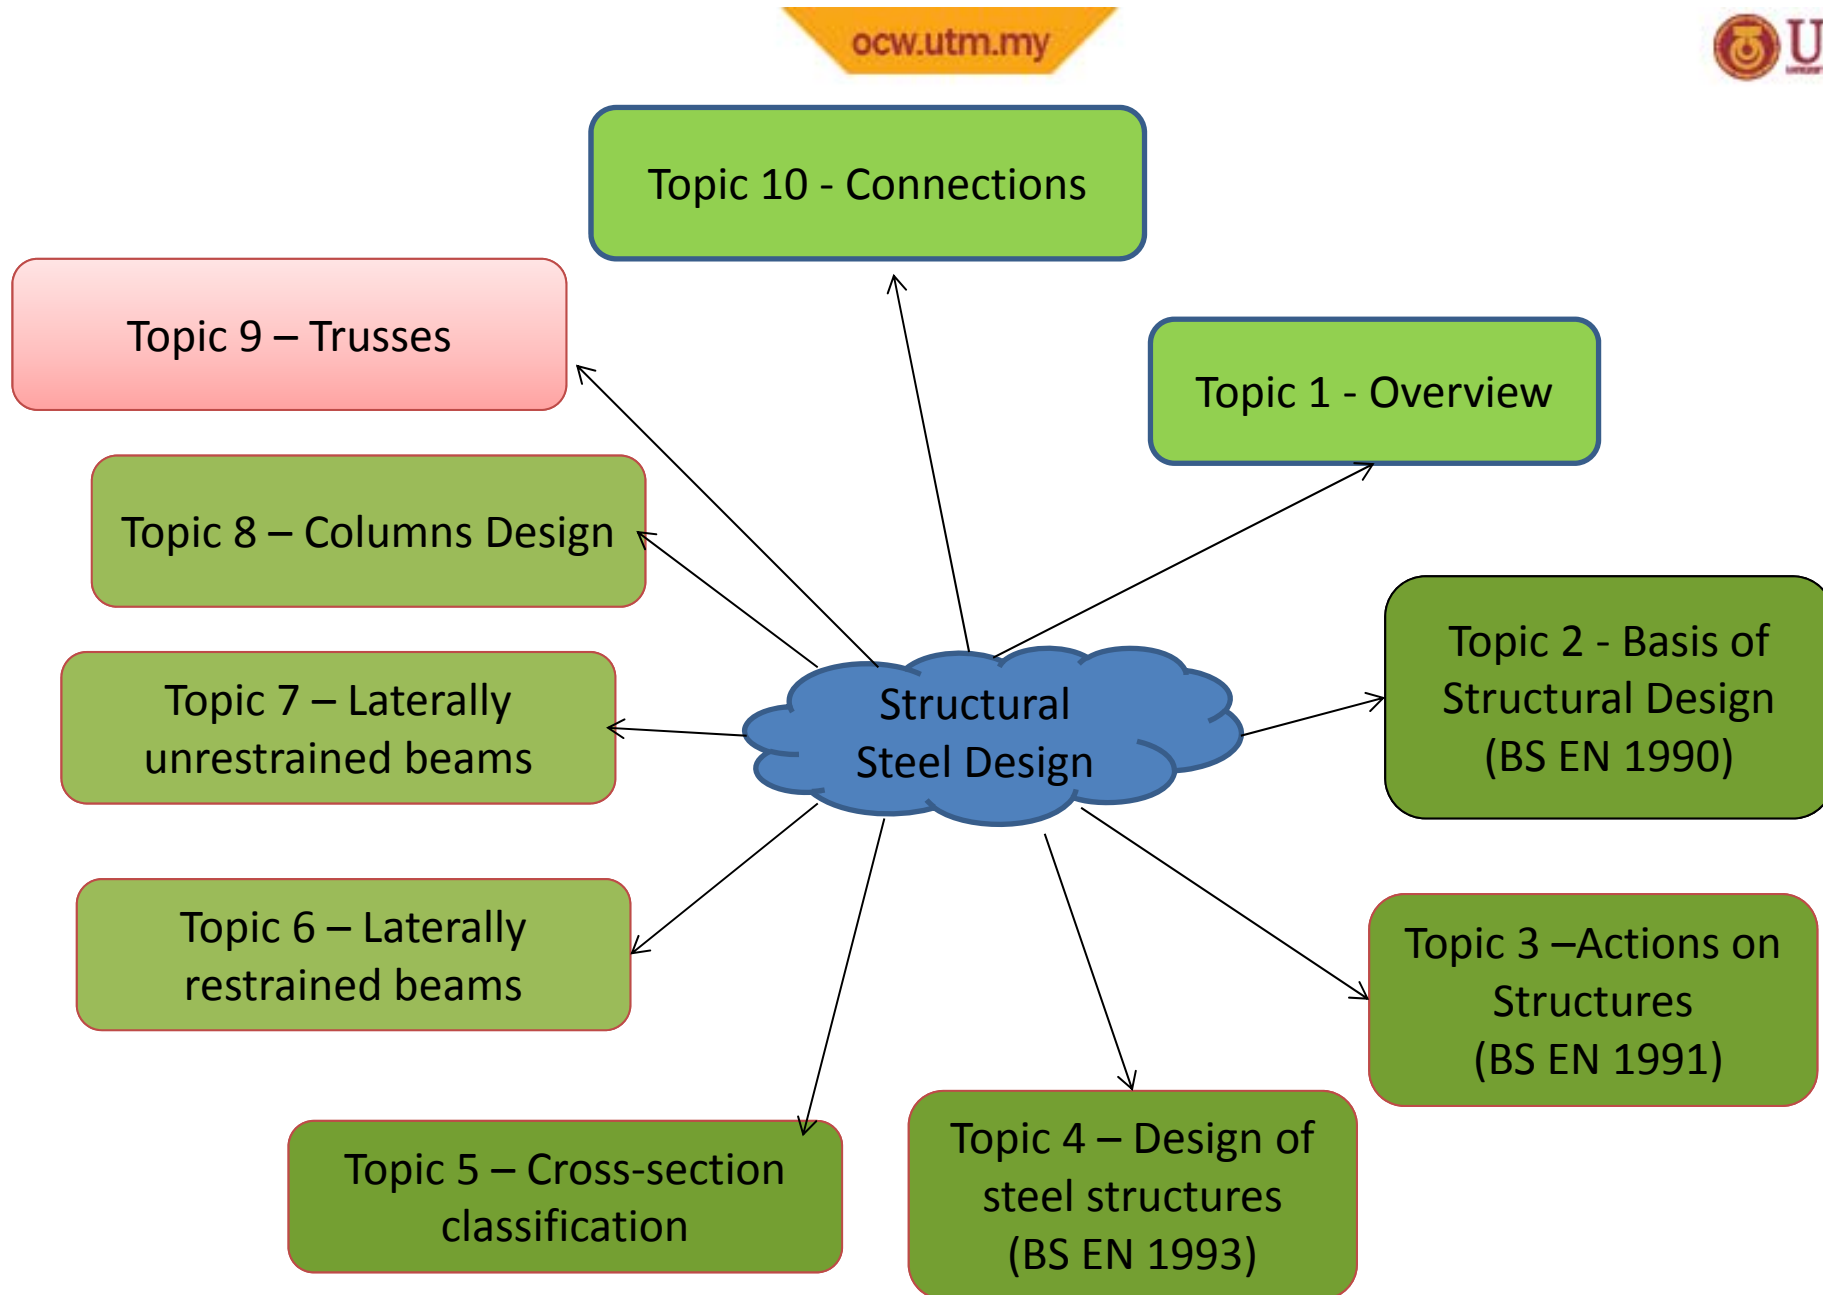 ocw.utm.my
U
Topic 10 - Connections
Topic 9 – Trusses
Topic 1 - Overview
Topic 8 – Columns Design
Topic 2 - Basis of
Structural Design
(BS EN 1990)
Topic 7 – Laterally
unrestrained beams
Structural
Steel Design
Topic 6 – Laterally
restrained beams
Topic 3 –Actions on
Structures
(BS EN 1991)
Topic 5 – Cross-section
classification
Topic 4 – Design of
steel structures
(BS EN 1993)